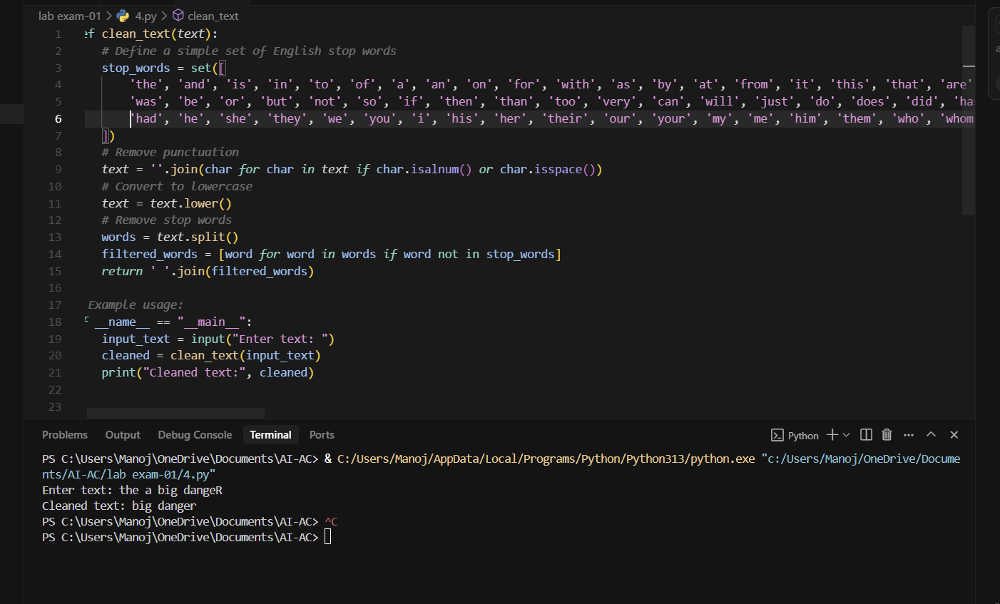 lab exam-01 > 4.py > clean_text
1 ef clean_text(text):
2 # Define a simple set of English stop words
3 stop_words = set([
4 'the', 'and', 'is', 'in', 'to', 'of', 'a', 'an', 'on', 'for', 'with', 'as', 'by', 'at', 'from', 'it', 'this', 'that', 'are'
5 'was', 'be', 'or', 'but', 'not', 'so', 'if', 'then', 'than', 'too', 'very', 'can', 'will', 'just', 'do', 'does', 'did', 'ha
6 'had', 'he', 'she', 'they', 'we', 'you', 'i', 'his', 'her', 'their', 'our', 'your', 'my', 'me', 'him', 'them', 'who', 'whom
7 ])
8 # Remove punctuation
9 text = ''.join(char for char in text if char.isalnum() or char.isspace())
10 # Convert to lowercase
11 text = text.lower()
12 # Remove stop words
13 words = text.split()
14 filtered_words = [word for word in words if word not in stop_words]
15 return ' '.join(filtered_words)
16
17 Example usage:
18 f __name__ == "__main__":
19 input_text = input("Enter text: ")
20 cleaned = clean_text(input_text)
21 print("Cleaned text:", cleaned)
22
23
Problems Output Debug Console Terminal Ports Python
PS C:\Users\Manoj\OneDrive\Documents\AI-AC> & C:/Users/Manoj/AppData/Local/Programs/Python/Python313/python.exe "c:/Users/Manoj/OneDrive/Docume
nts/AI-AC/lab exam-01/4.py"
Enter text: the a big dangeR
Cleaned text: big danger
PS C:\Users\Manoj\OneDrive\Documents\AI-AC> ^C
PS C:\Users\Manoj\OneDrive\Documents\AI-AC>